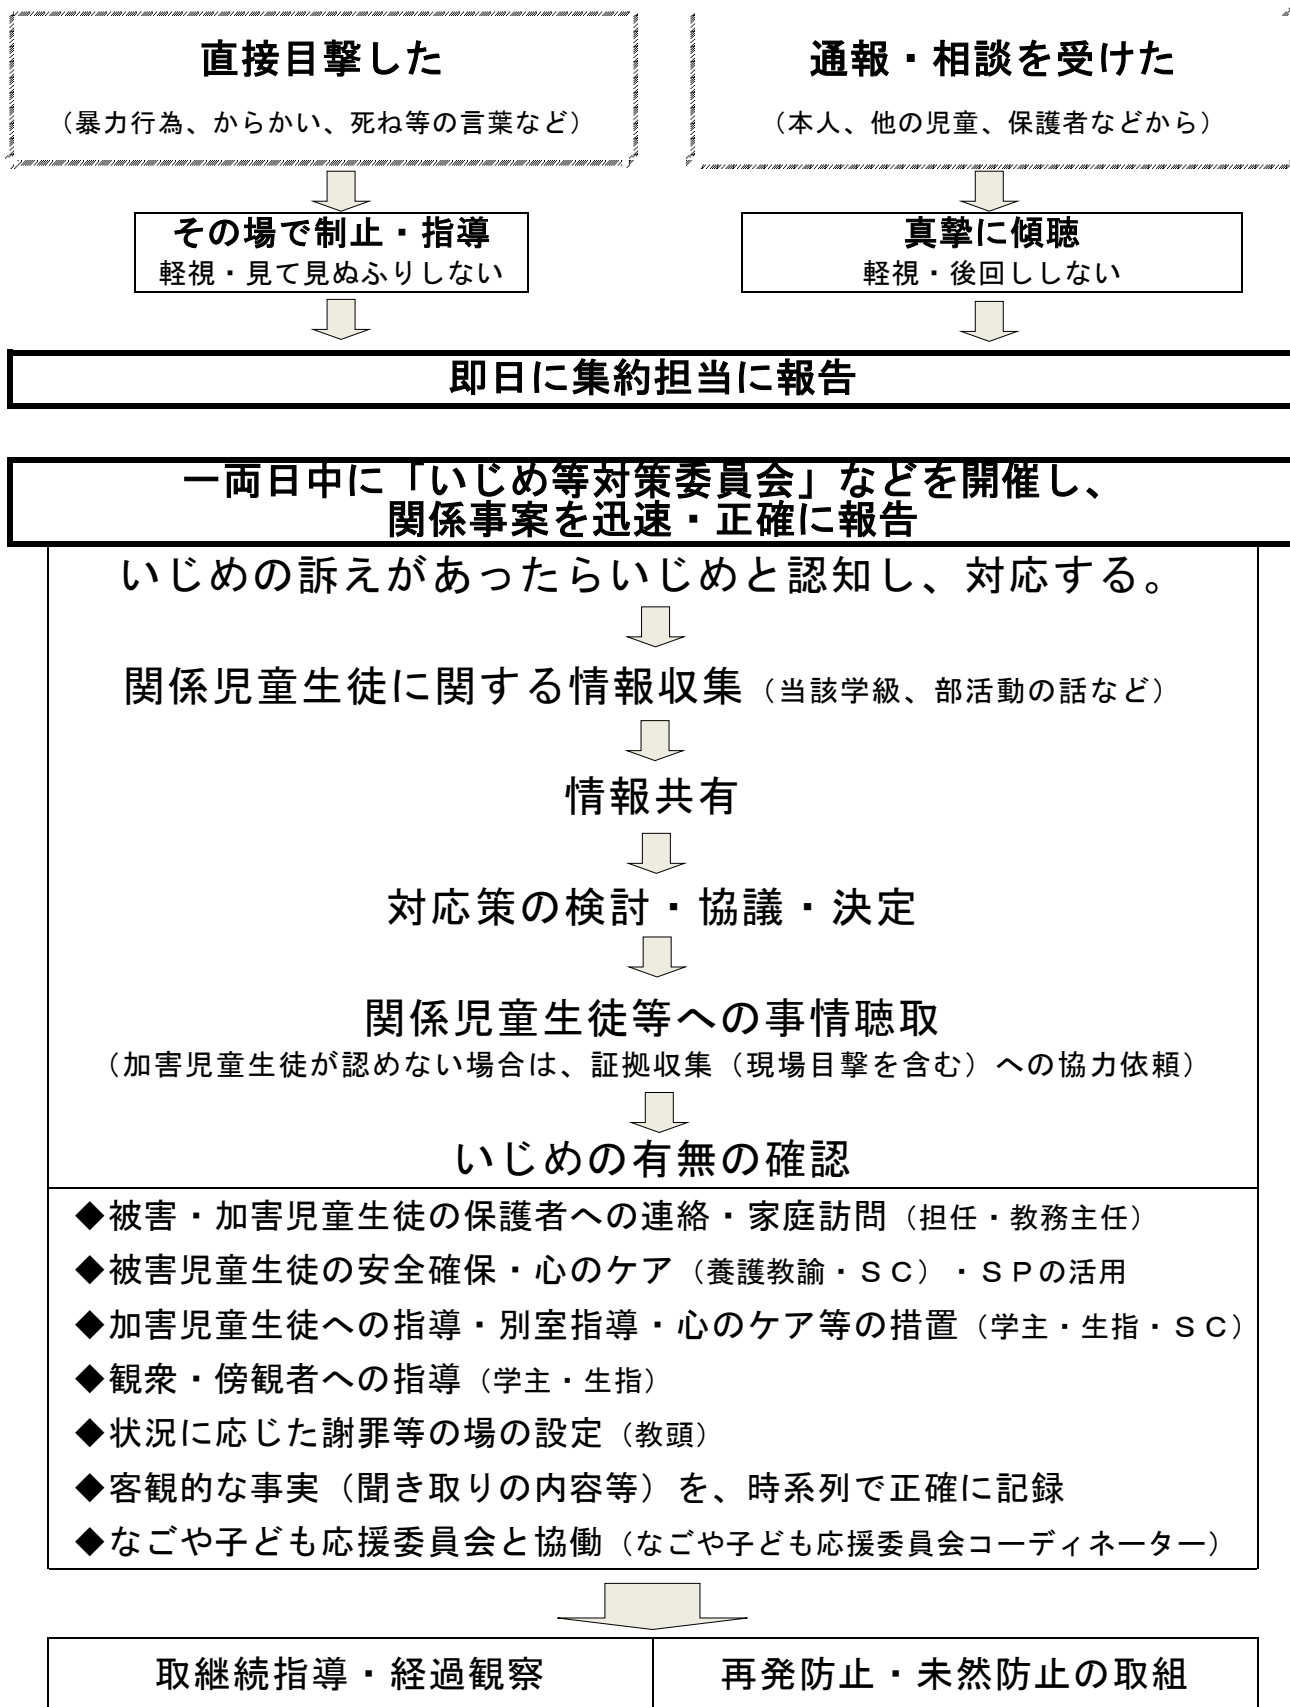 直接目撃した
（暴力行為、からかい、死ね等の言葉など）
通報・相談を受けた
（本人、他の児童、保護者などから）
その場で制止・指導
軽視・見て見ぬふりしない
真摯に傾聴
軽視・後回ししない
即日に集約担当に報告
一両日中に「いじめ等対策委員会」などを開催し、
関係事案を迅速・正確に報告
いじめの訴えがあったらいじめと認知し、対応する。
関係児童生徒に関する情報収集（当該学級、部活動の話など）
情報共有
対応策の検討・協議・決定
関係児童生徒等への事情聴取
（加害児童生徒が認めない場合は、証拠収集（現場目撃を含む）への協力依頼）
いじめの有無の確認
◆被害・加害児童生徒の保護者への連絡・家庭訪問（担任・教務主任）
◆被害児童生徒の安全確保・心のケア（養護教諭・ＳＣ）・ＳＰの活用
◆加害児童生徒への指導・別室指導・心のケア等の措置（学主・生指・ＳＣ）
◆観衆・傍観者への指導（学主・生指）
◆状況に応じた謝罪等の場の設定（教頭）
◆客観的な事実（聞き取りの内容等）を、時系列で正確に記録
◆なごや子ども応援委員会と協働（なごや子ども応援委員会コーディネーター）
取継続指導・経過観察
再発防止・未然防止の取組